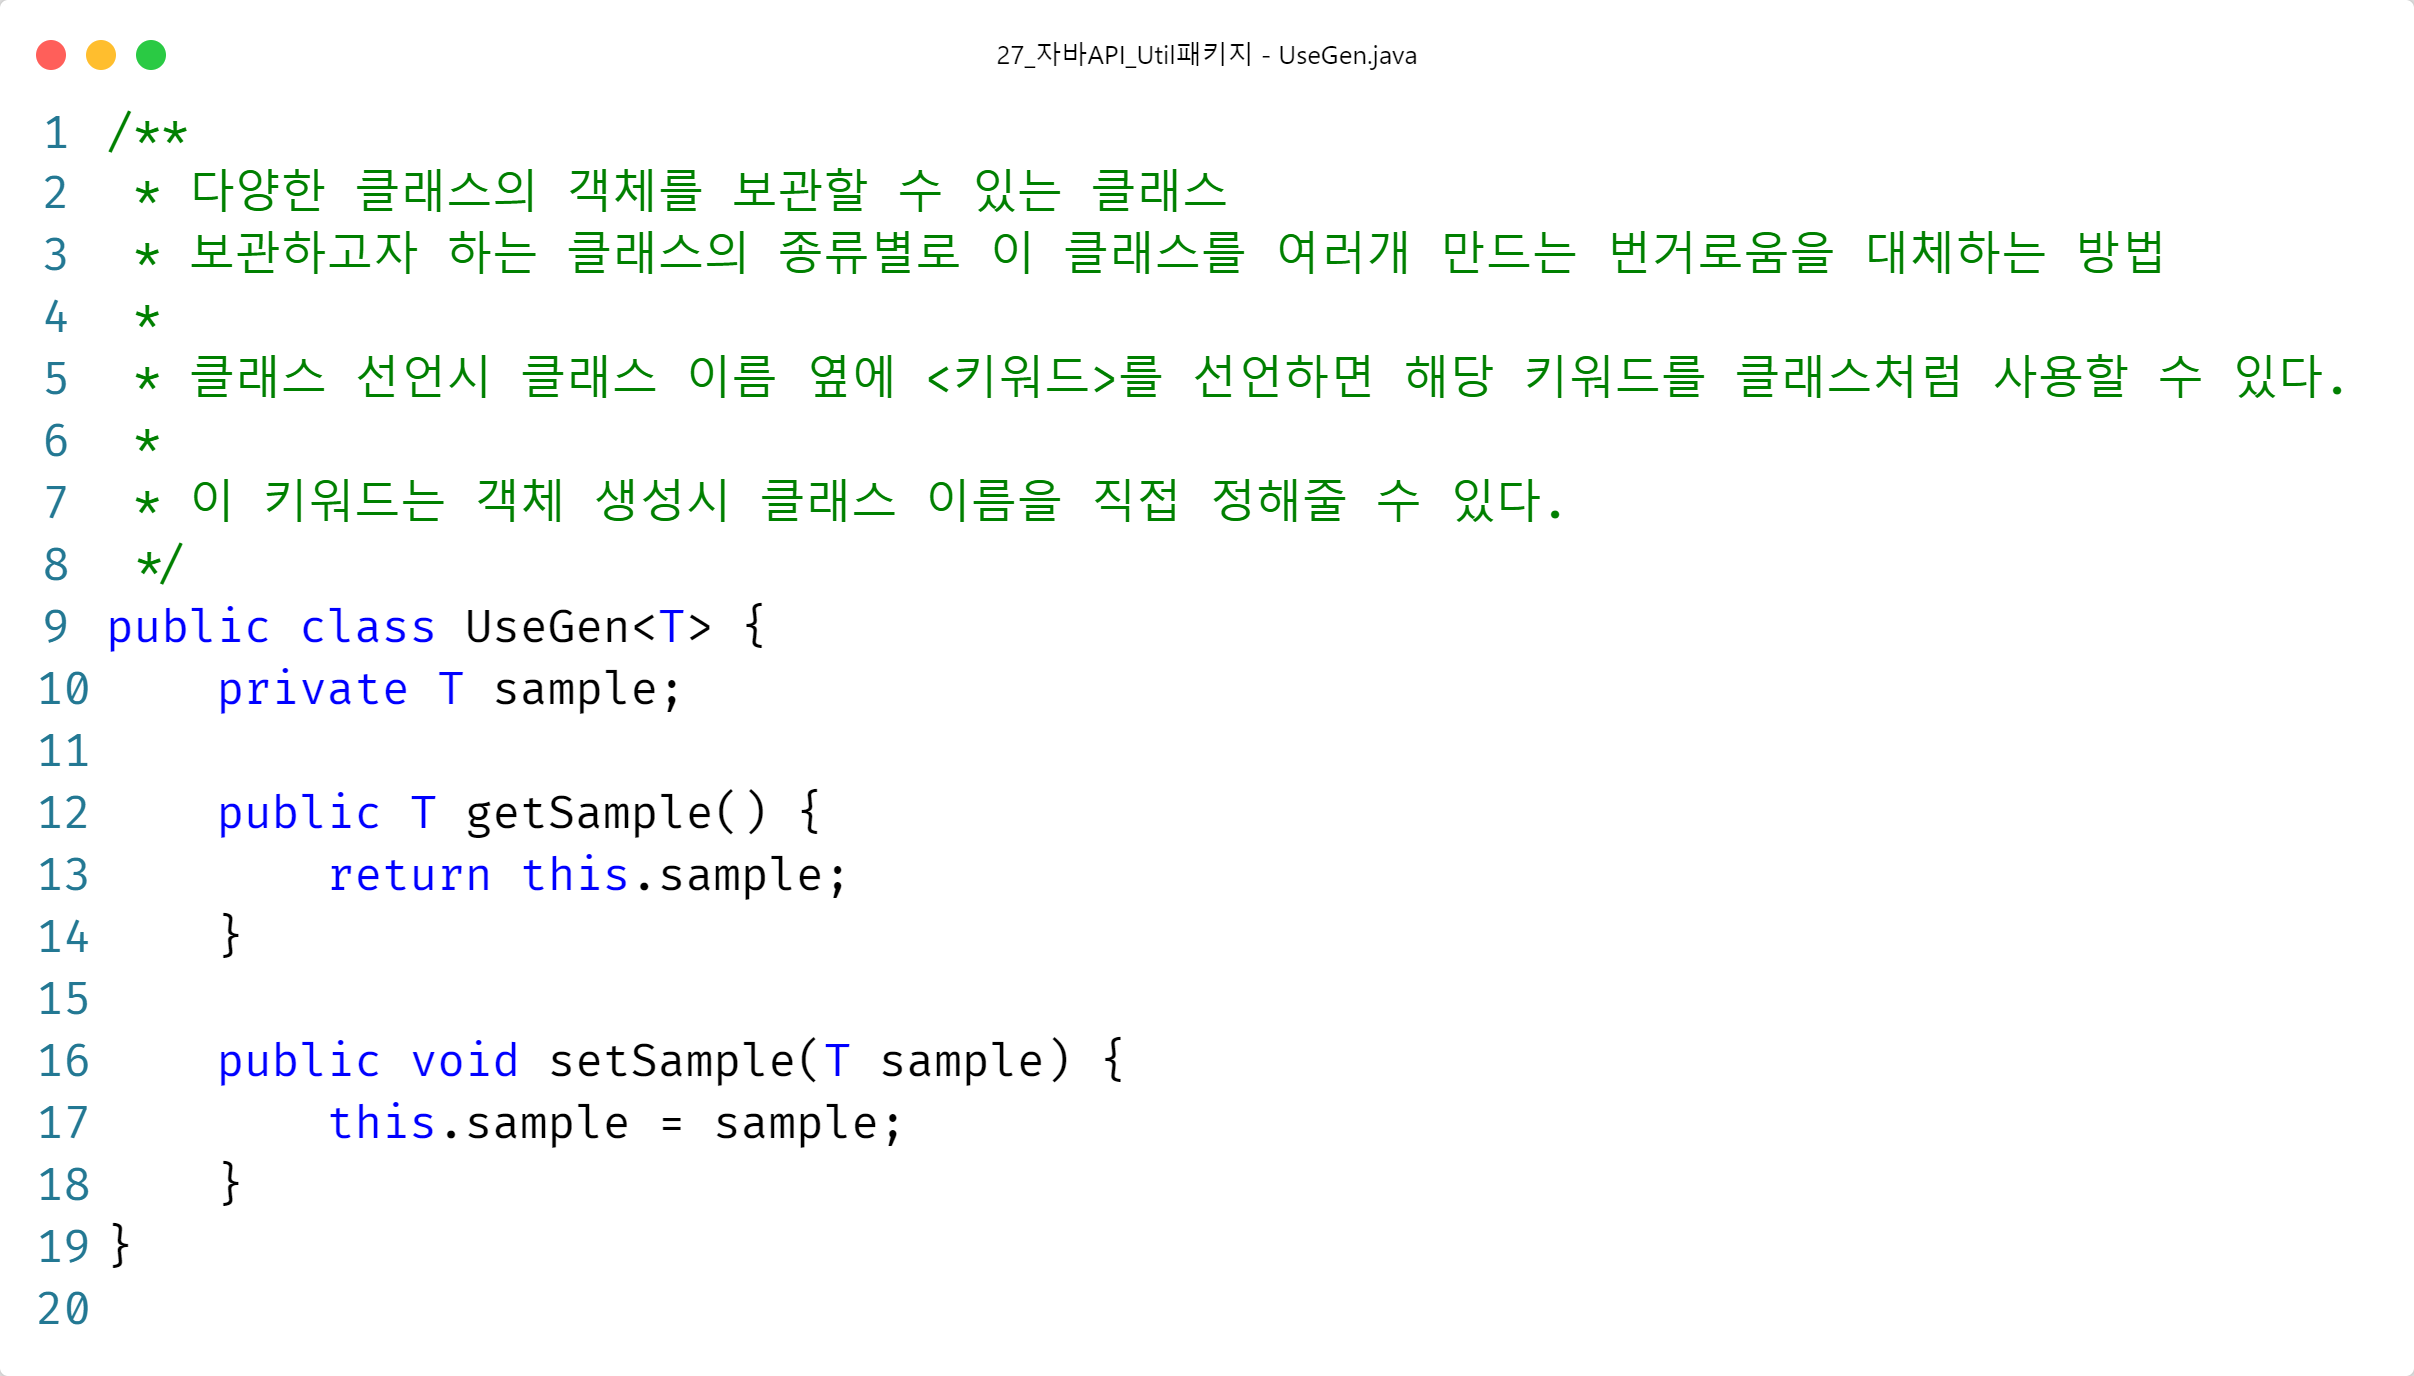 27_자바API_Util패키지 - UseGen.java
1 /**
2  * 다양한 클래스의 객체를 보관할 수 있는 클래스
3  * 보관하고자 하는 클래스의 종류별로 이 클래스를 여러개 만드는 번거로움을 대체하는 방법
4  *
5  * 클래스 선언시 클래스 이름 옆에 <키워드>를 선언하면 해당 키워드를 클래스처럼 사용할 수 있다.
6  *
7  * 이 키워드는 객체 생성시 클래스 이름을 직접 정해줄 수 있다.
8  */
9 public class UseGen<T> {
10     private T sample;
11
12     public T getSample() {
13         return this.sample;
14     }
15
16     public void setSample(T sample) {
17         this.sample = sample;
18     }
19 }
20